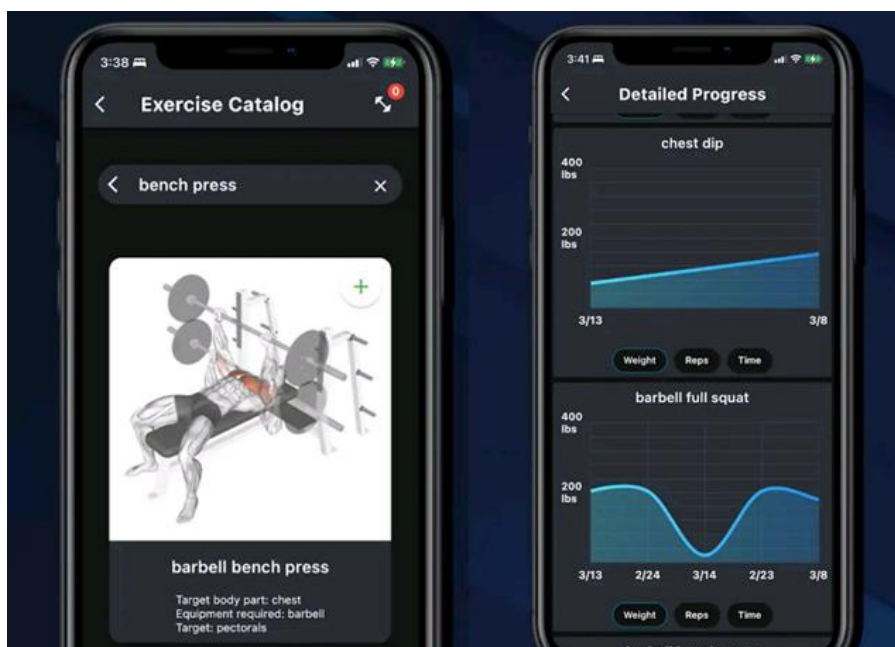 3:38
Exercise Catalog
0
bench press
barbell bench press
Target body part: chest
Equipment required: barbell
Target: pectorals
3:41
Detailed Progress
chest dip
400
lbs
200
lbs
3/13 3/8
Weight Reps Time
barbell full squat
400
lbs
200
lbs
3/13 2/24 3/14 2/23 3/8
Weight Reps Time